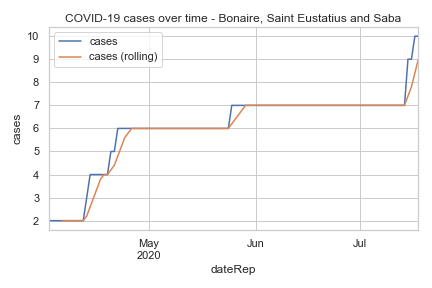 COVID-19 cases over time - Bonaire, Saint Eustatius and Saba
cases
cases (rolling)
10
9
8
7
6
5
4
3
2
cases
May
2020
Jun
Jul
dateRep